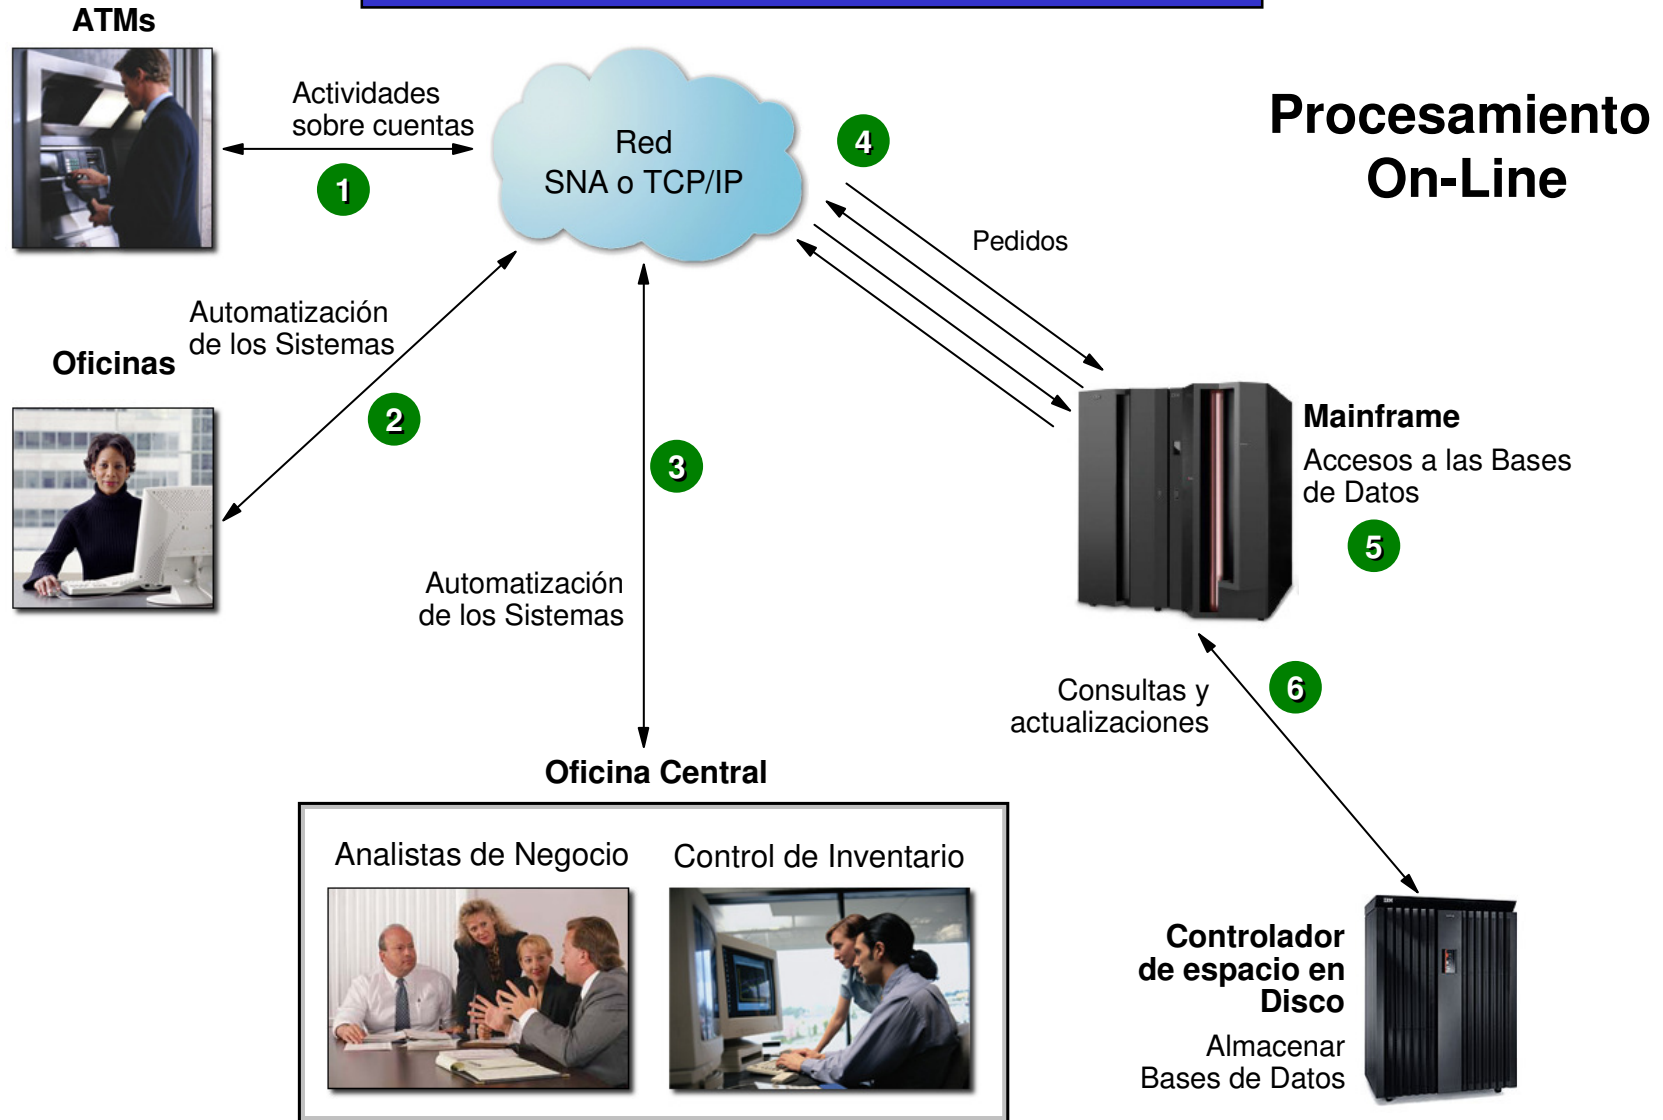 ATMs
Actividades
sobre cuentas
1
Red
SNA o TCP/IP
4
Procesamiento
On-Line
Pedidos
Automatización
de los Sistemas
Oficinas
2
3
Mainframe
Accesos a las Bases
de Datos
5
Automatización
de los Sistemas
Consultas y
actualizaciones
6
Oficina Central
Analistas de Negocio
Control de Inventario
Controlador
de espacio en
Disco
Almacenar
Bases de Datos
IBM